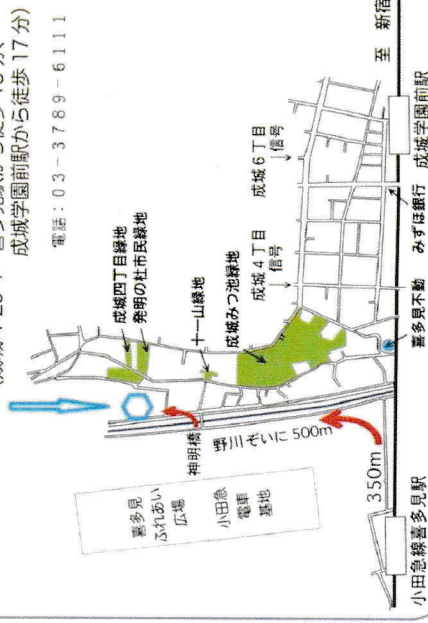 成城学園前駅から徒歩17分)
電話：03-3789-6111
成城四丁目緑地
発明の杜市民緑地
十一山緑地
成城みつ池緑地
成城4丁目
信号
成城6丁目
信号
神明橋
野川ぞいに 500m
喜多見
ふれあい
広場
小田急
電車
基地
350m
小田急線喜多見駅
喜多見不動
みずほ銀行
成城学園前駅
至 新宿